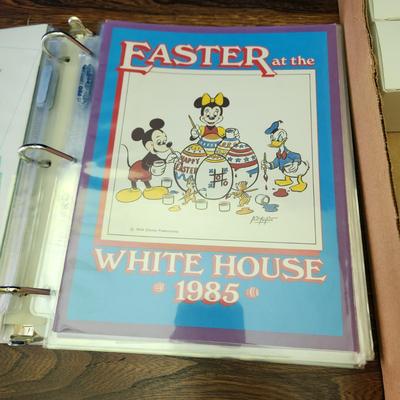 EASTER at the
HAPPY
EASTER
WHITE HOUSE
1985